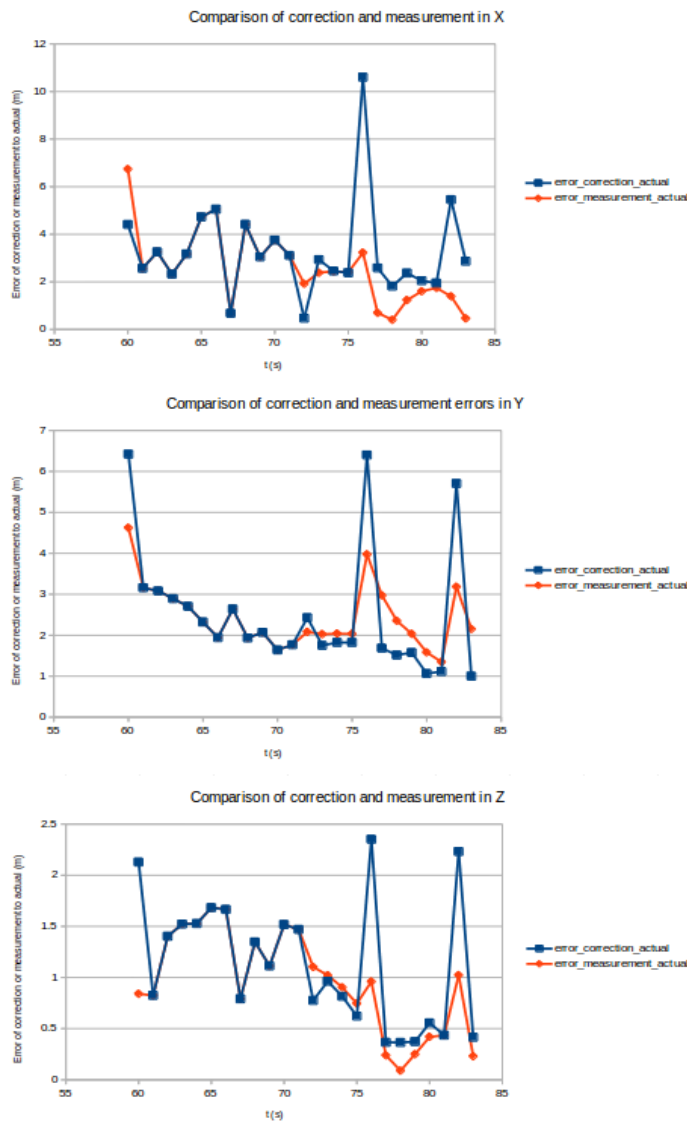 Comparison of correction and measurement in X
Error of correction or measurement to actual (m)
12
10
8
6
4
2
0
55 60 65 70 75 80 85
t (s)
error_correction_actual
error_measurement_actual
Comparison of correction and measurement errors in Y
Error of correction or measurement to actual (m)
7
6
5
4
3
2
1
0
55 60 65 70 75 80 85
t (s)
error_correction_actual
error_measurement_actual
Comparison of correction and measurement in Z
Error of correction or measurement to actual (m)
2.5
2
1.5
1
0.5
0
55 60 65 70 75 80 85
t (s)
error_correction_actual
error_measurement_actual